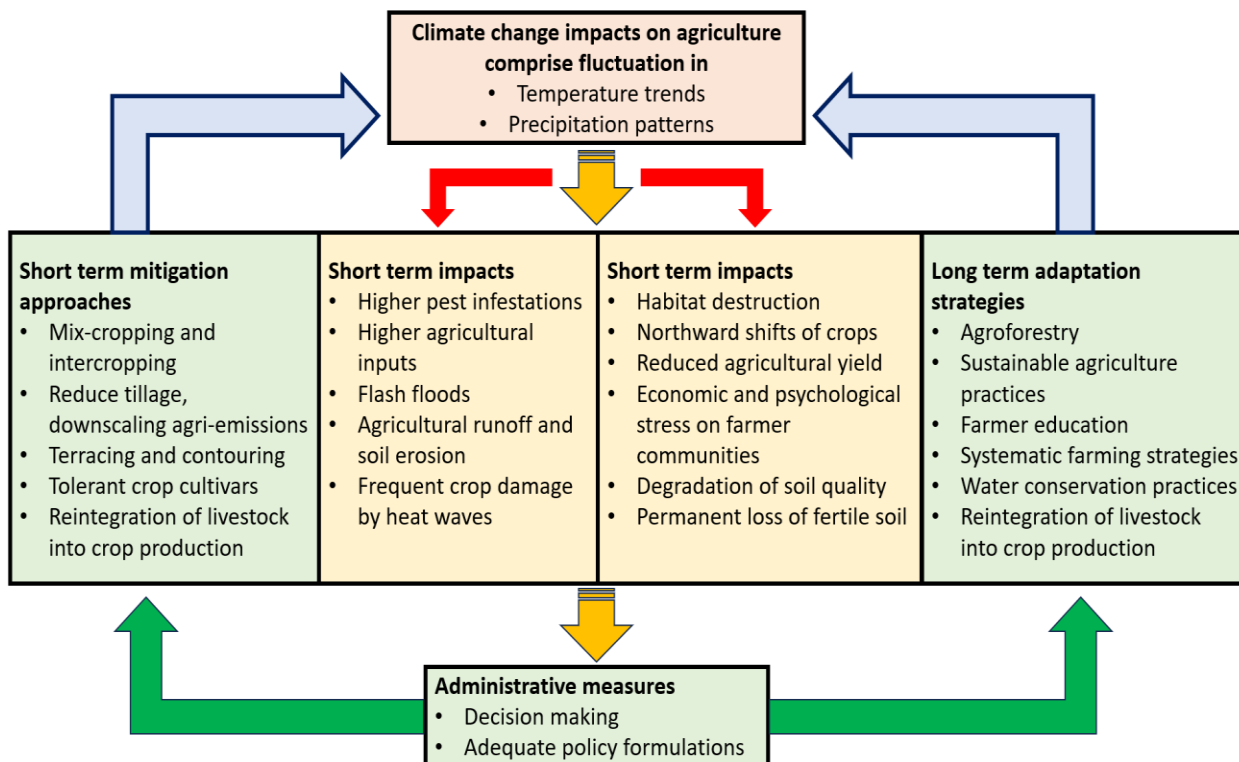 Climate change impacts on agriculture
comprise fluctuation in
• Temperature trends
• Precipitation patterns
Short term mitigation
approaches
• Mix-cropping and
intercropping
• Reduce tillage,
downscaling agri-emissions
• Terracing and contouring
• Tolerant crop cultivars
• Reintegration of livestock
into crop production
Short term impacts
• Higher pest infestations
• Higher agricultural
inputs
• Flash floods
• Agricultural runoff and
soil erosion
• Frequent crop damage
by heat waves
Short term impacts
• Habitat destruction
• Northward shifts of crops
• Reduced agricultural yield
• Economic and psychological
stress on farmer
communities
• Degradation of soil quality
• Permanent loss of fertile soil
Long term adaptation
strategies
• Agroforestry
• Sustainable agriculture
practices
• Farmer education
• Systematic farming strategies
• Water conservation practices
• Reintegration of livestock
into crop production
Administrative measures
• Decision making
• Adequate policy formulations